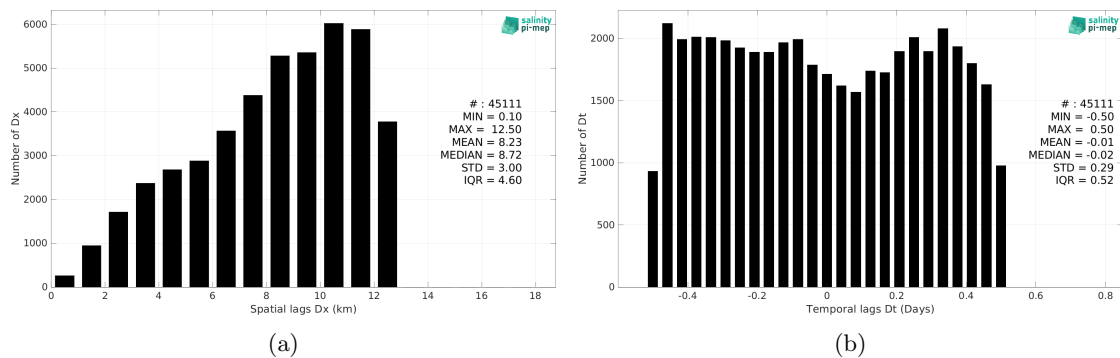 6000
5000
4000
3000
2000
1000
0
Number of Dx
0 2 4 6 8 10 12 14 16 18
Spatial lags Dx (km)
salinity
pi-mep
# : 45111
MIN = 0.10
MAX = 12.50
MEAN = 8.23
MEDIAN = 8.72
STD = 3.00
IQR = 4.60
(a)
2000
1500
1000
500
0
Number of Dt
-0.4 -0.2 0 0.2 0.4 0.6 0.8
Temporal lags Dt (Days)
salinity
pi-mep
# : 45111
MIN = -0.50
MAX = 0.50
MEAN = -0.01
MEDIAN = -0.02
STD = 0.29
IQR = 0.52
(b)